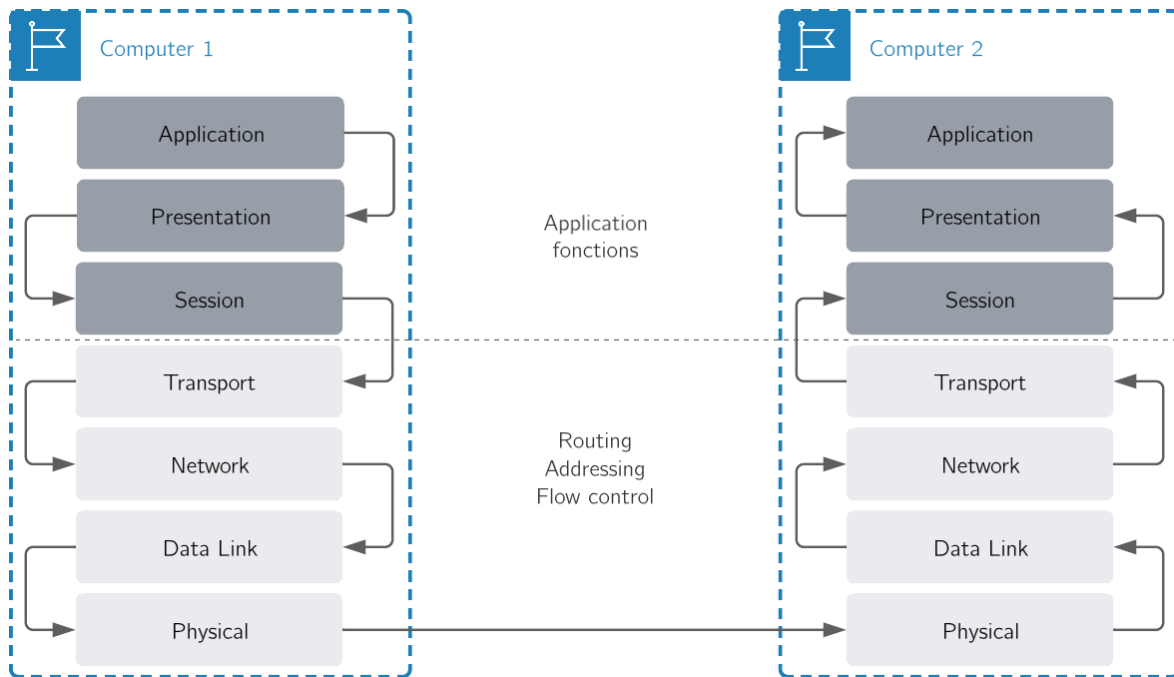 Computer 1
Application
Presentation
Session
Transport
Network
Data Link
Physical
Application
fonctions
Routing
Addressing
Flow control
Computer 2
Application
Presentation
Session
Transport
Network
Data Link
Physical